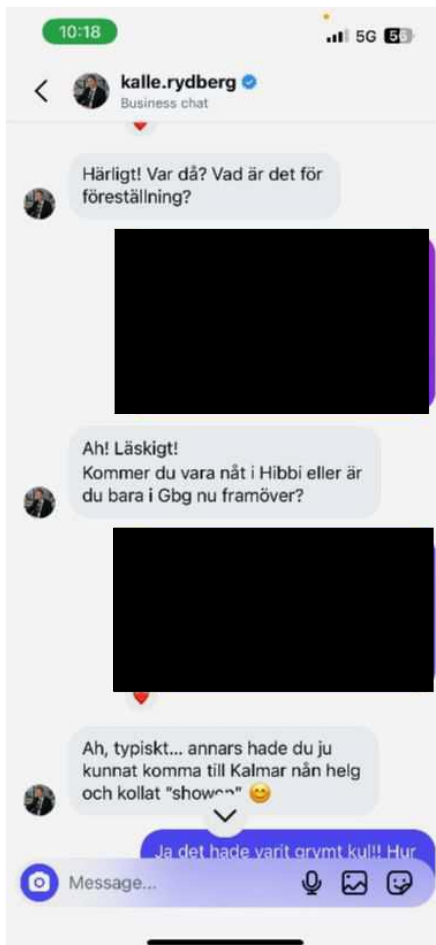 10:18
5G 56
kalle.rydberg
Business chat
Härligt! Var då? Vad är det för
föreställning?
Ah! Läskigt!
Kommer du vara nåt i Hibbi eller är
du bara i Gbg nu framöver?
Ah, typiskt... annars hade du ju
kunnat komma till Kalmar nån helg
och kollat
Ja det hade varit grymt kul!! Hur
Message...